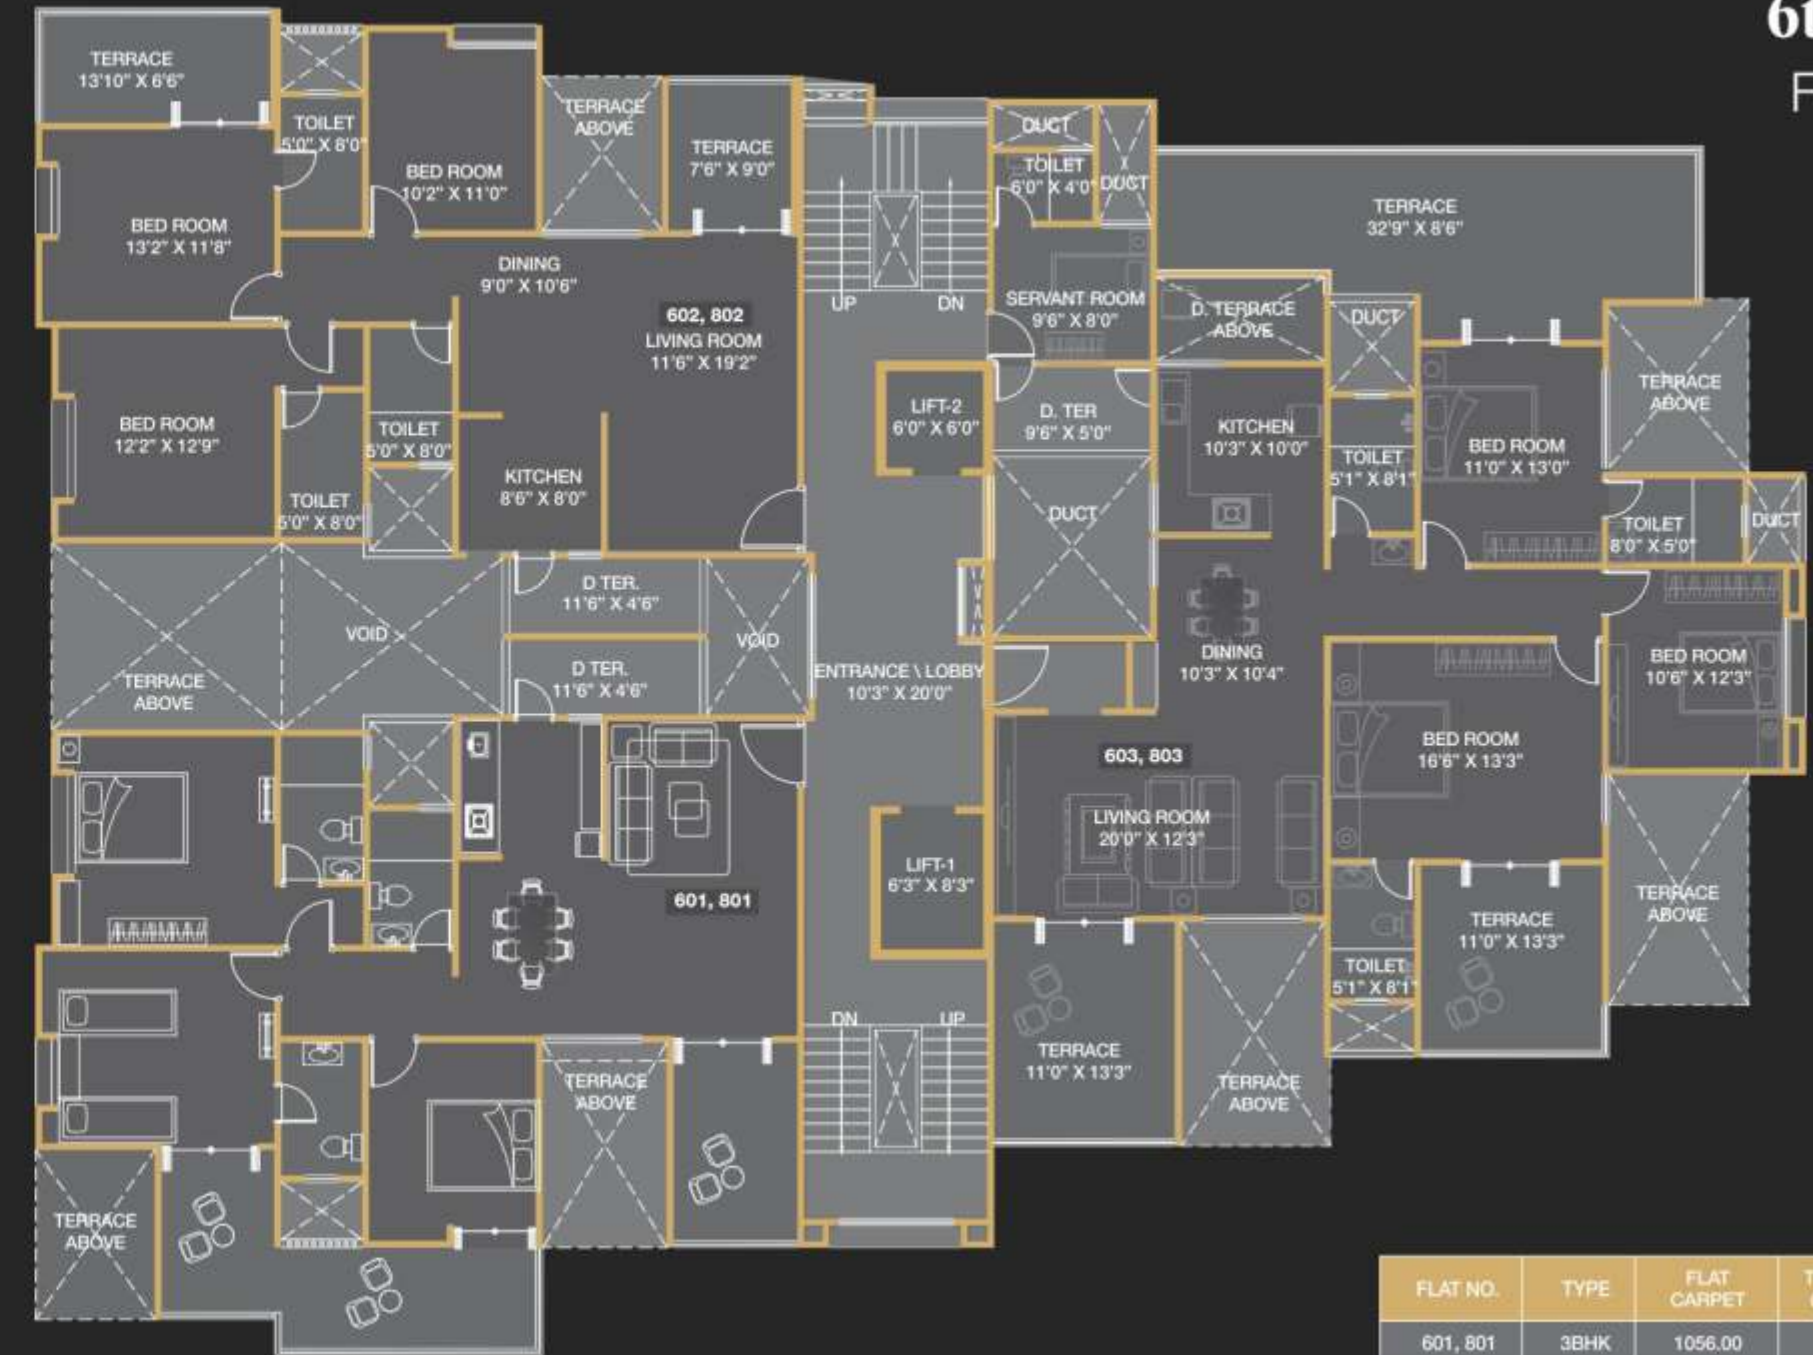 6t
F
TERRACE
13'10" X 6'6"
TOILET
5'0" X 8'0"
BED ROOM
10'2" X 11'0"
TERRACE
ABOVE
TERRACE
7'6" X 9'0"
BED ROOM
13'2" X 11'8"
DINING
9'0" X 10'6"
602, 802
LIVING ROOM
11'6" X 19'2"
BED ROOM
12'2" X 12'9"
TOILET
5'0" X 8'0"
TOILET
5'0" X 8'0"
KITCHEN
8'6" X 8'0"
D TER.
11'6" X 4'6"
VOID
VOID
TERRACE
ABOVE
D TER.
11'6" X 4'6"
UP
DN
LIFT-2
6'0" X 6'0"
ENTRANCE \ LOBBY
10'3" X 20'0"
LIFT-1
6'3" X 8'3"
DN
UP
DUCT
TOILET
6'0" X 4'0"
DUCT
SERVANT ROOM
9'6" X 8'0"
D. TER
9'6" X 5'0"
DUCT
TERRACE
32'9" X 8'6"
D. TERRACE
ABOVE
DUCT
KITCHEN
10'3" X 10'0"
TOILET
5'1" X 8'1"
BED ROOM
11'0" X 13'0"
TERRACE
ABOVE
TOILET
8'0" X 5'0"
DUCT
DINING
10'3" X 10'4"
BED ROOM
10'6" X 12'3"
603, 803
BED ROOM
16'6" X 13'3"
LIVING ROOM
20'0" X 12'3"
TERRACE
ABOVE
TERRACE
11'0" X 13'3"
TOILET
5'1" X 8'1"
TERRACE
11'0" X 13'3"
TERRACE
ABOVE
601, 801
TERRACE
ABOVE
TERRACE
ABOVE
FLAT NO.
TYPE
FLAT
CARPET
601, 801
3BHK
1056.00